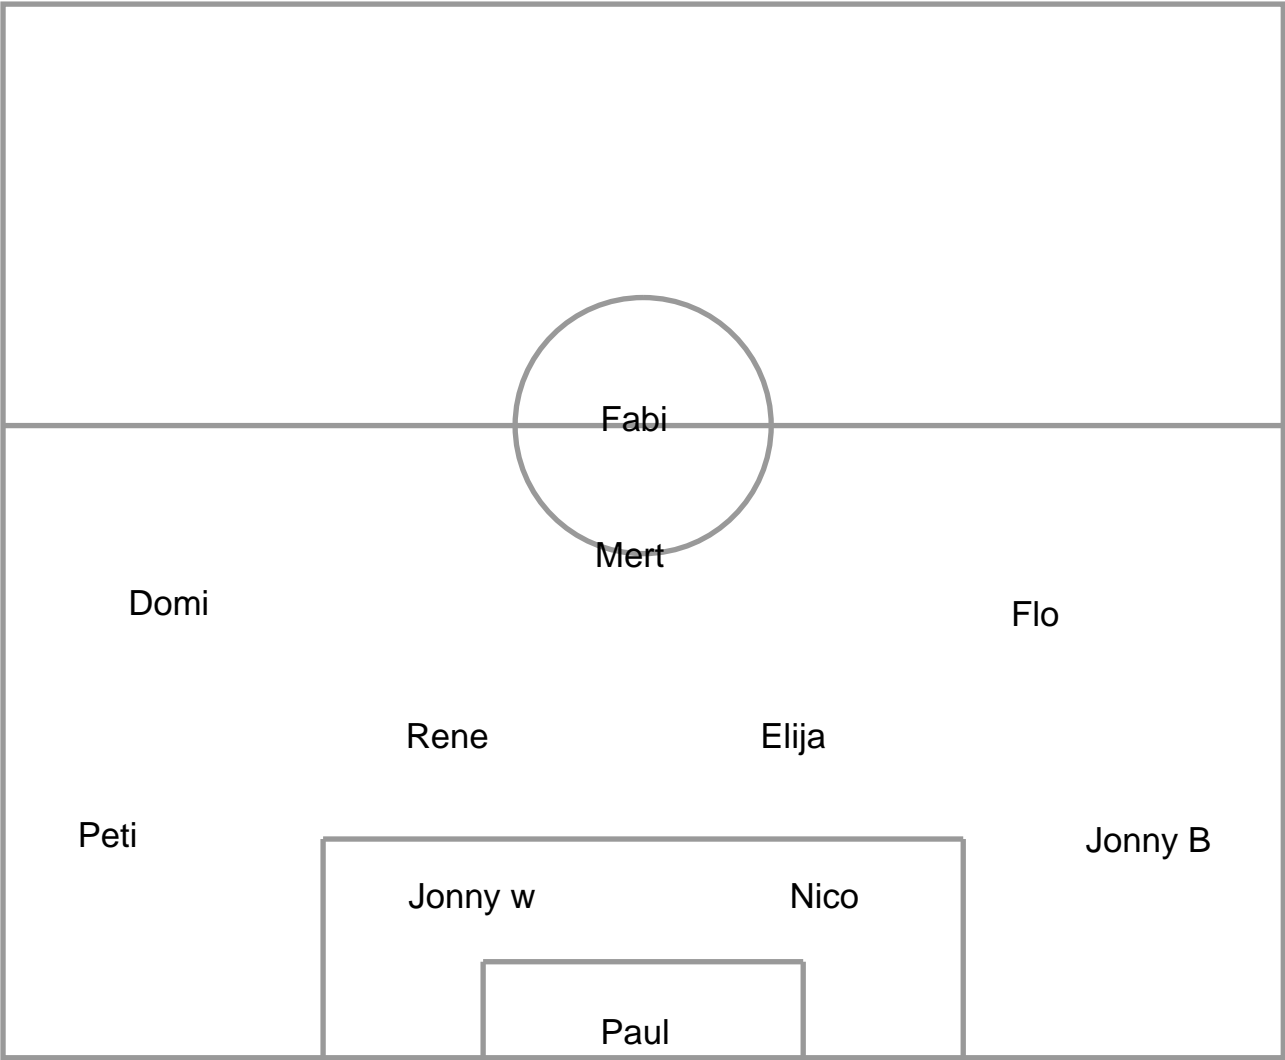 Fabi
Mert
Domi
Flo
Rene
Elija
Peti
Jonny B
Jonny w
Nico
Paul